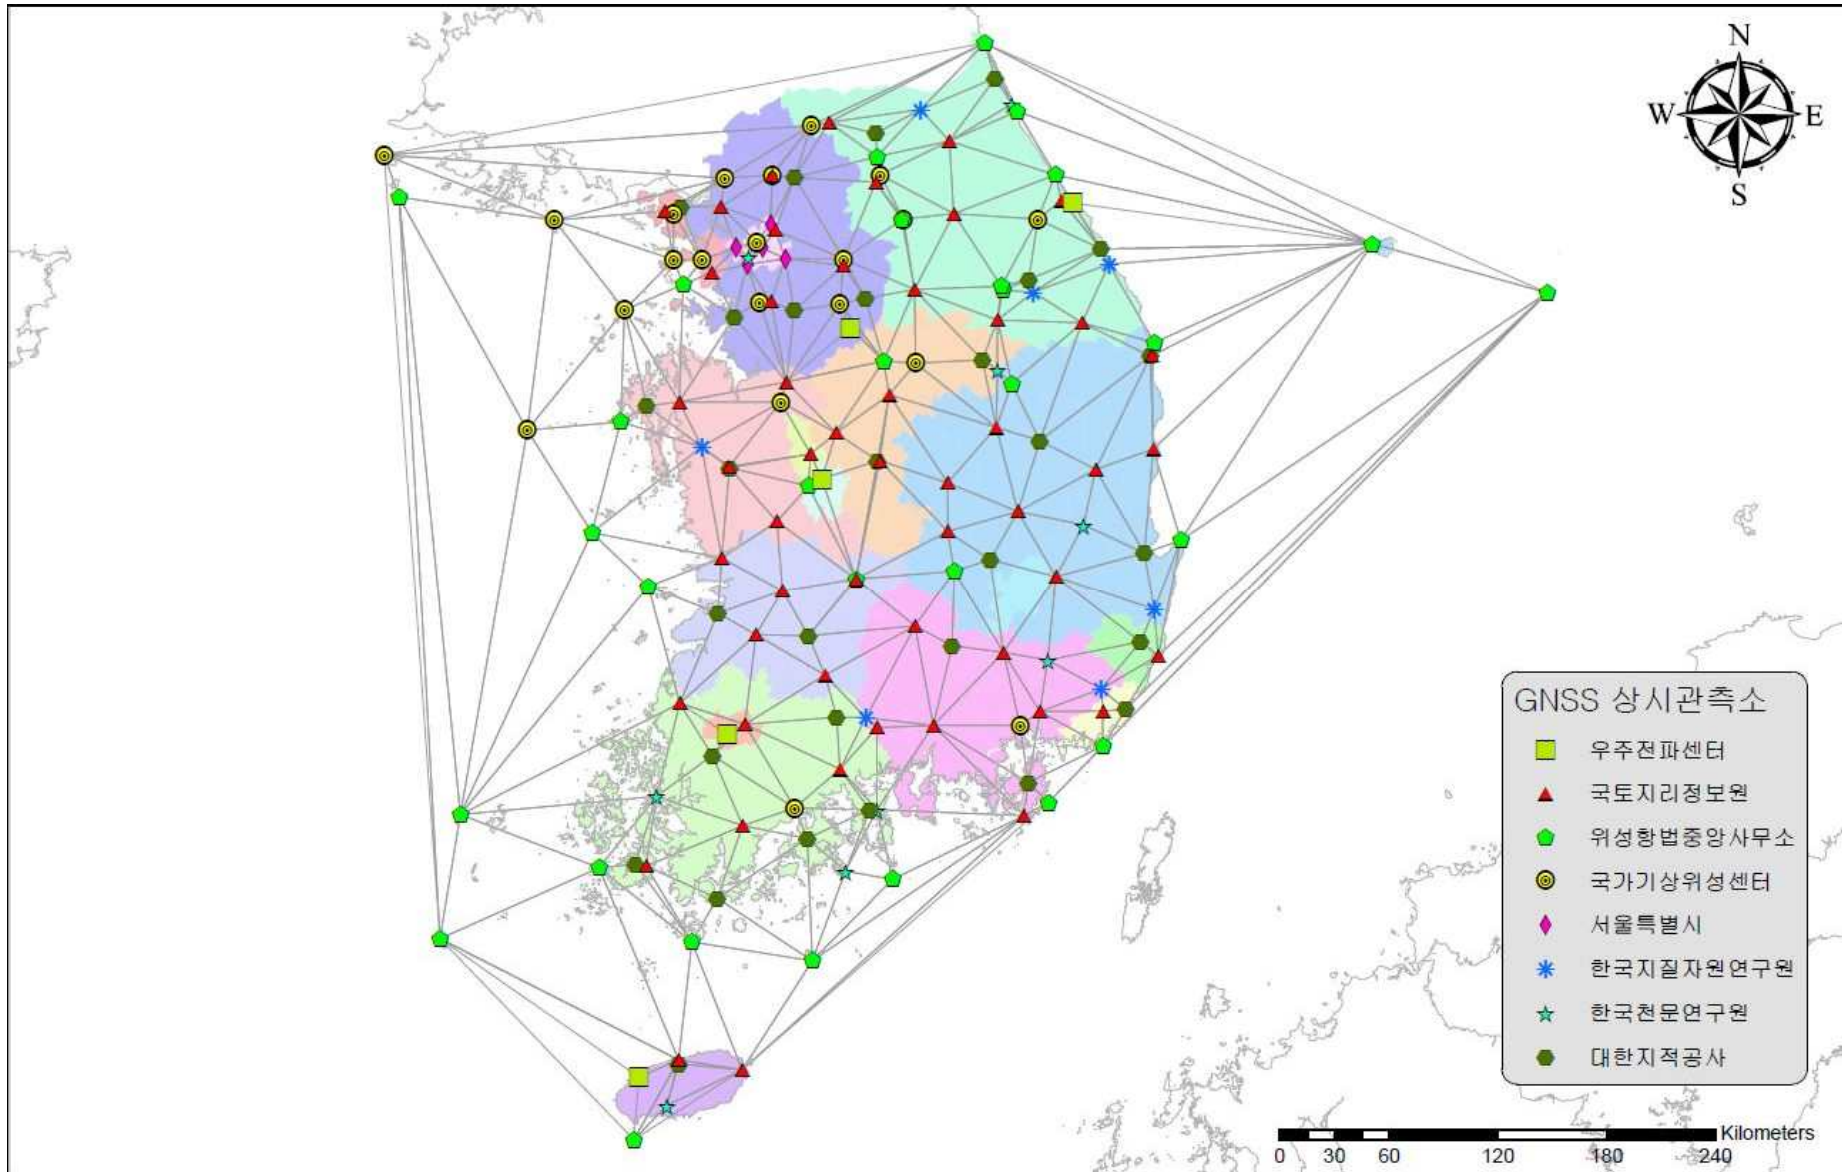 N
W E
S
GNSS 상시관측소
우주전파센터
국토지리정보원
위성항법중앙사무소
국가기상위성센터
서울특별시
한국지질자원연구원
한국천문연구원
대한지적공사
Kilometers
0 30 60 120 180 240